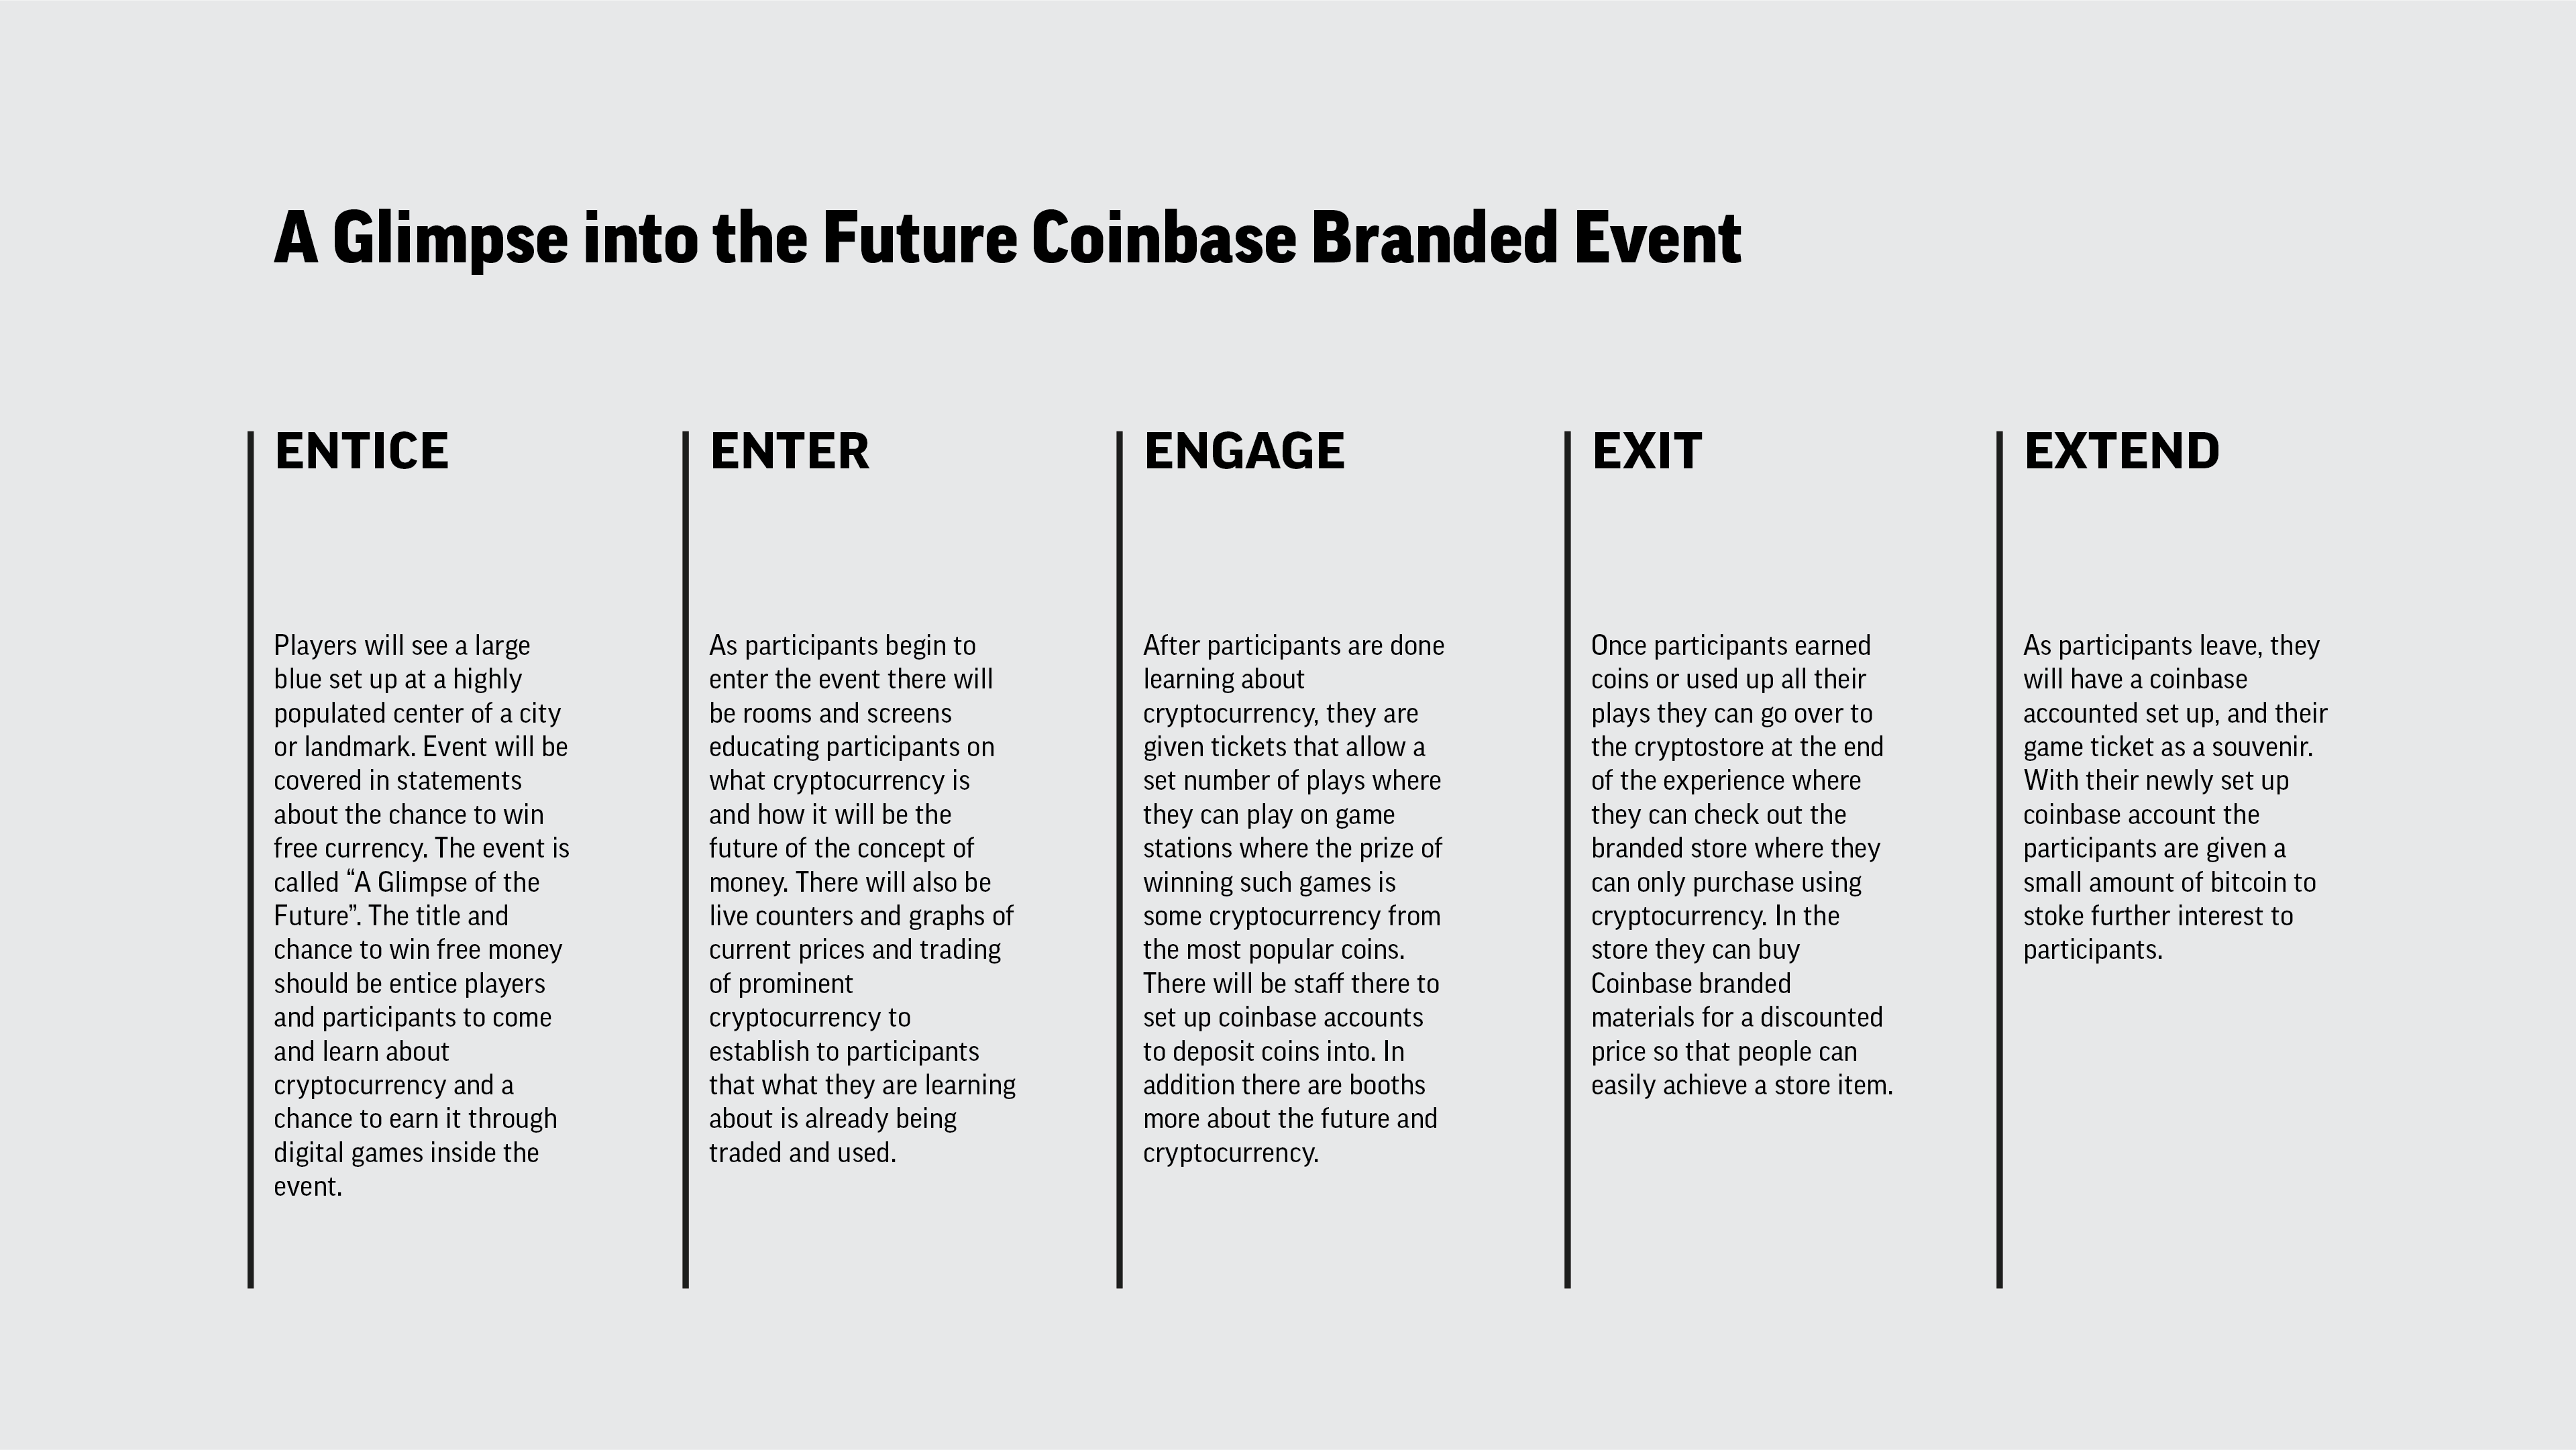 A Glimpse into the Future Coinbase Branded Event
ENTICE
Players will see a large
blue set up at a highly
populated center of a city
or landmark. Event will be
covered in statements
about the chance to win
free currency. The event is
called “A Glimpse of the
Future”. The title and
chance to win free money
should be entice players
and participants to come
and learn about
cryptocurrency and a
chance to earn it through
digital games inside the
event.
ENTER
As participants begin to
enter the event there will
be rooms and screens
educating participants on
what cryptocurrency is
and how it will be the
future of the concept of
money. There will also be
live counters and graphs of
current prices and trading
of prominent
cryptocurrency to
establish to participants
that what they are learning
about is already being
traded and used.
ENGAGE
After participants are done
learning about
cryptocurrency, they are
given tickets that allow a
set number of plays where
they can play on game
stations where the prize of
winning such games is
some cryptocurrency from
the most popular coins.
There will be staff there to
set up coinbase accounts
to deposit coins into. In
addition there are booths
more about the future and
cryptocurrency.
EXIT
Once participants earned
coins or used up all their
plays they can go over to
the cryptostore at the end
of the experience where
they can check out the
branded store where they
can only purchase using
cryptocurrency. In the
store they can buy
Coinbase branded
materials for a discounted
price so that people can
easily achieve a store item.
EXTEND
As participants leave, they
will have a coinbase
accounted set up, and their
game ticket as a souvenir.
With their newly set up
coinbase account the
participants are given a
small amount of bitcoin to
stoke further interest to
participants.